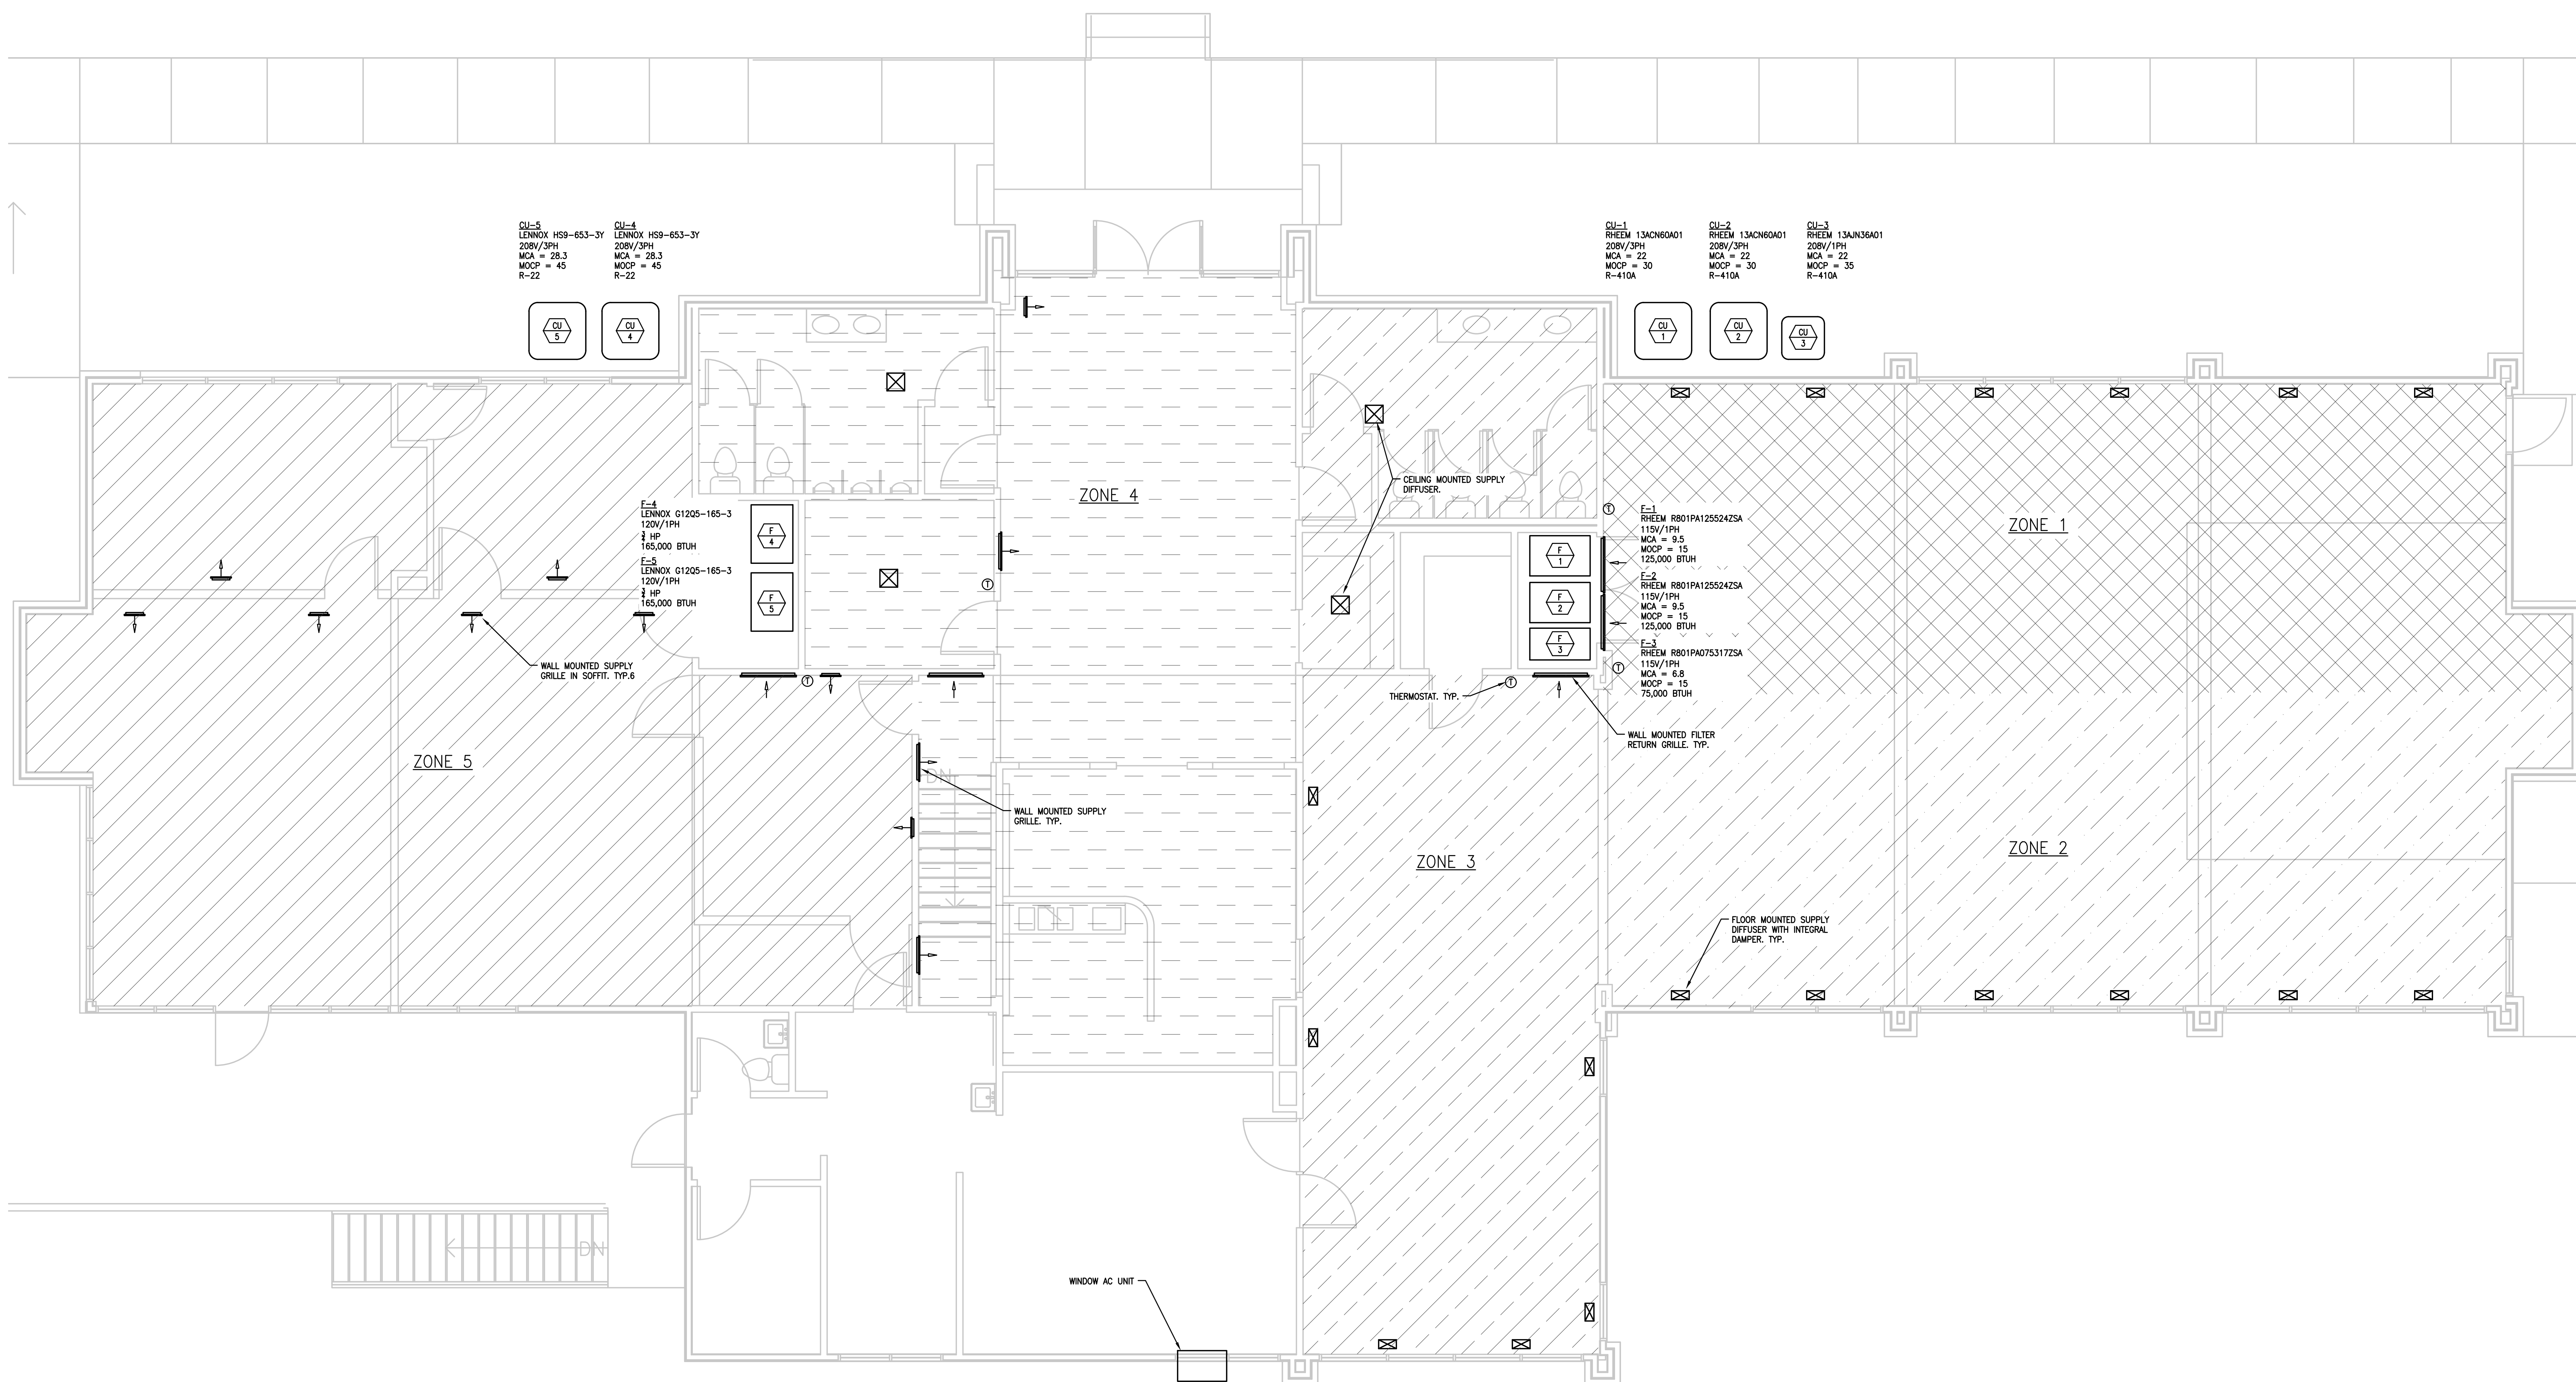 CU-5
LENNOX HS9-653-3Y
208V/3PH
MCA = 28.3
MOCP = 45
R-22
CU-4
LENNOX HS9-653-3Y
208V/3PH
MCA = 28.3
MOCP = 45
R-22
CU-1
RHEEM 13ACN60A01
208V/3PH
MCA = 22
MOCP = 30
R-410A
CU-2
RHEEM 13ACN60A01
208V/3PH
MCA = 22
MOCP = 30
R-410A
CU-3
RHEEM 13AJN36A01
208V/1PH
MCA = 22
MOCP = 35
R-410A
CU
5
CU
4
CU
1
CU
2
CU
3
ZONE 4
CEILING MOUNTED SUPPLY
DIFFUSER.
ZONE 1
F-4
LENNOX G12Q5-165-3
120V/1PH
HP
165,000 BTUH
F-5
LENNOX G12Q5-165-3
120V/1PH
HP
165,000 BTUH
F
4
F
5
T
F
1
F
2
F
3
T
F-1
RHEEM R801PA125524ZSA
115V/1PH
MCA = 9.5
MOCP = 15
125,000 BTUH
F-2
RHEEM R801PA125524ZSA
115V/1PH
MCA = 9.5
MOCP = 15
125,000 BTUH
F-3
RHEEM R801PA075317ZSA
115V/1PH
MCA = 6.8
MOCP = 15
75,000 BTUH
T
WALL MOUNTED SUPPLY
GRILLE IN SOFFIT. TYP.6
T
THERMOSTAT. TYP.
T
WALL MOUNTED FILTER
RETURN GRILLE. TYP.
ZONE 5
DN
WALL MOUNTED SUPPLY
GRILLE. TYP.
ZONE 3
ZONE 2
FLOOR MOUNTED SUPPLY
DIFFUSER WITH INTEGRAL
DAMPER. TYP.
DN
WINDOW AC UNIT